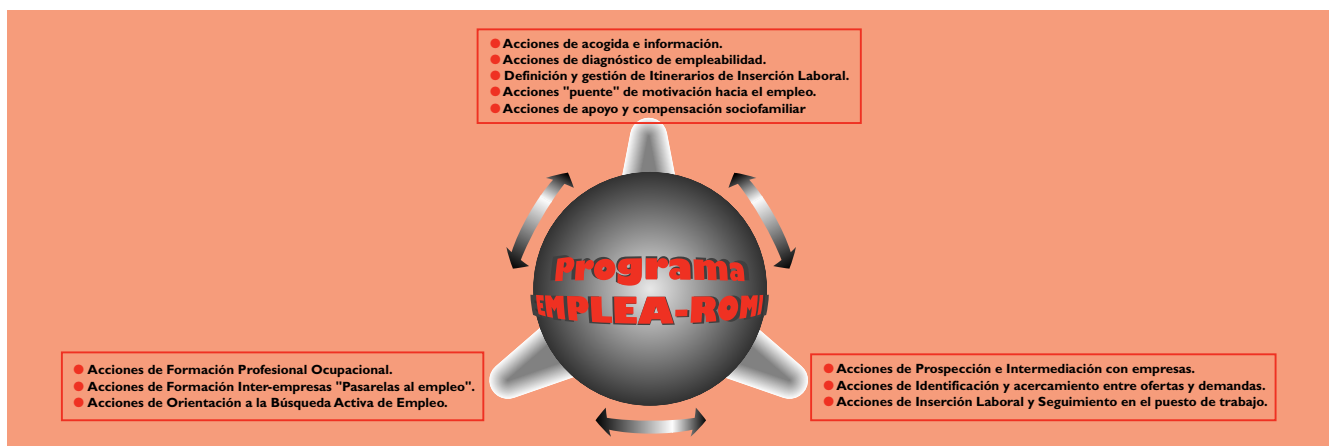 Acciones de acogida e información.
Acciones de diagnóstico de empleabilidad.
Definición y gestión de Itinerarios de Inserción Laboral.
Acciones "puente" de motivación hacia el empleo.
Acciones de apoyo y compensación sociofamiliar
Programa
EMPLEA-ROMI
Acciones de Formación Profesional Ocupacional.
Acciones de Formación Inter-empresas "Pasarelas al empleo".
Acciones de Orientación a la Búsqueda Activa de Empleo.
Acciones de Prospección e Intermediación con empresas.
Acciones de Identificación y acercamiento entre ofertas y demandas.
Acciones de Inserción Laboral y Seguimiento en el puesto de trabajo.